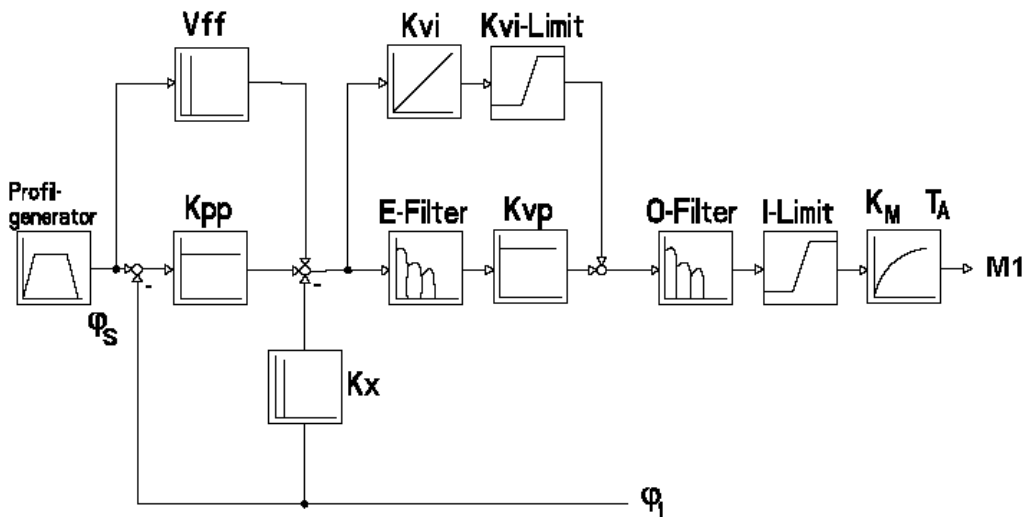 Vff
Kvi
Kvi-Limit
Profil-
generator
Kpp
E-Filter
Kvp
O-Filter
I-Limit
K_M
T_A
φ_S
-
-
M1
Kx
φ_i